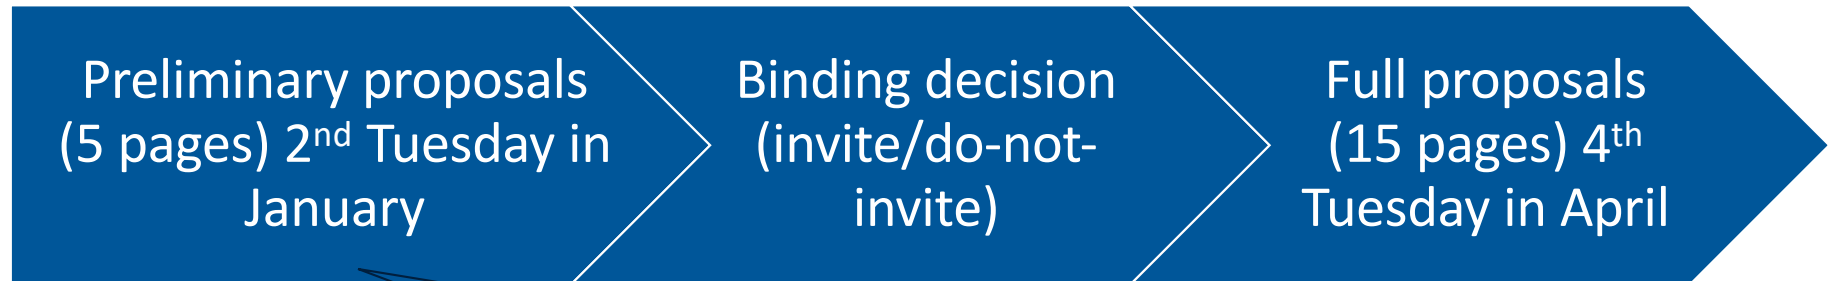 Preliminary proposals
(5 pages) 2nd Tuesday in
January
Binding decision
(invite/do-not-
invite)
Full proposals
(15 pages) 4th
Tuesday in April